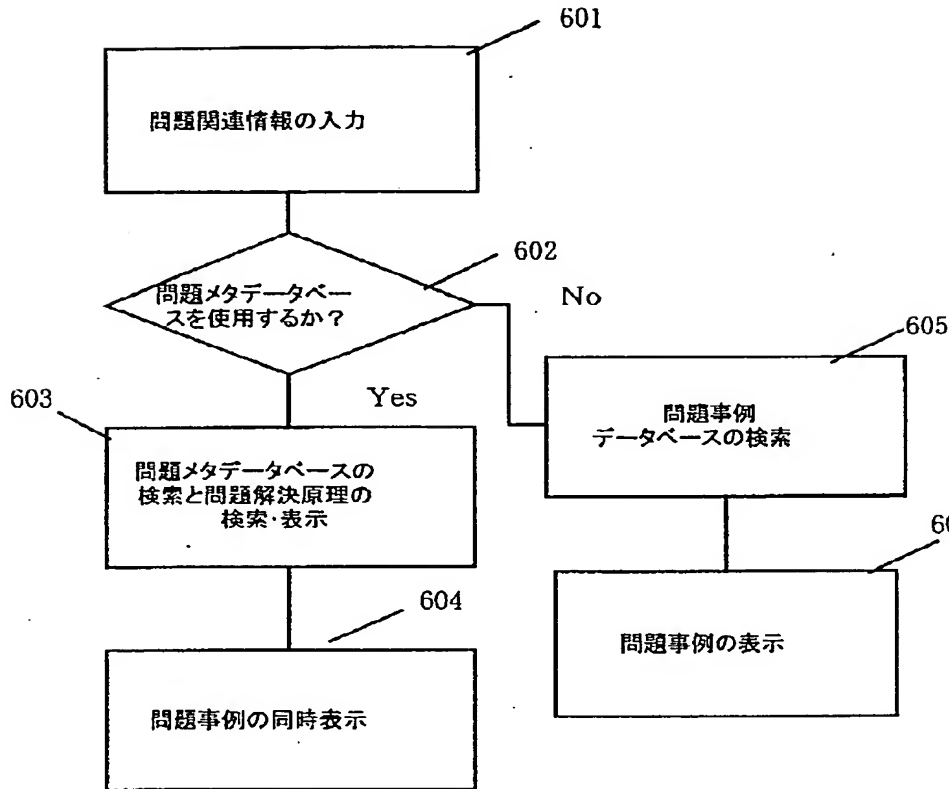 601
問題関連情報の入力
602
問題メタデータベー
スを使用するか？
No
Yes
605
603
問題事例
データベースの検索
問題メタデータベースの
検索と問題解決原理の
検索・表示
604
問題事例の表示
問題事例の同時表示